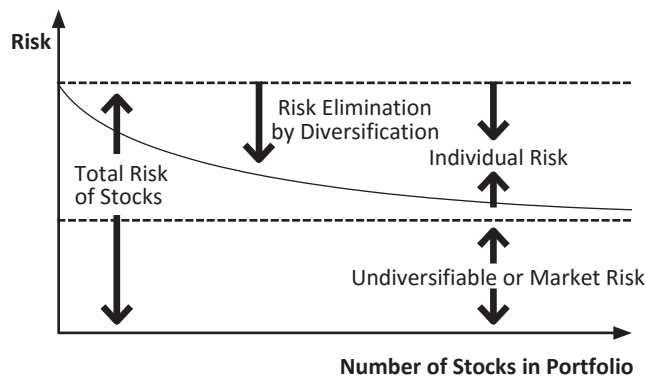 Risk
Risk Elimination
by Diversification
Individual Risk
Total Risk
of Stocks
Undiversifiable or Market Risk
Number of Stocks in Portfolio